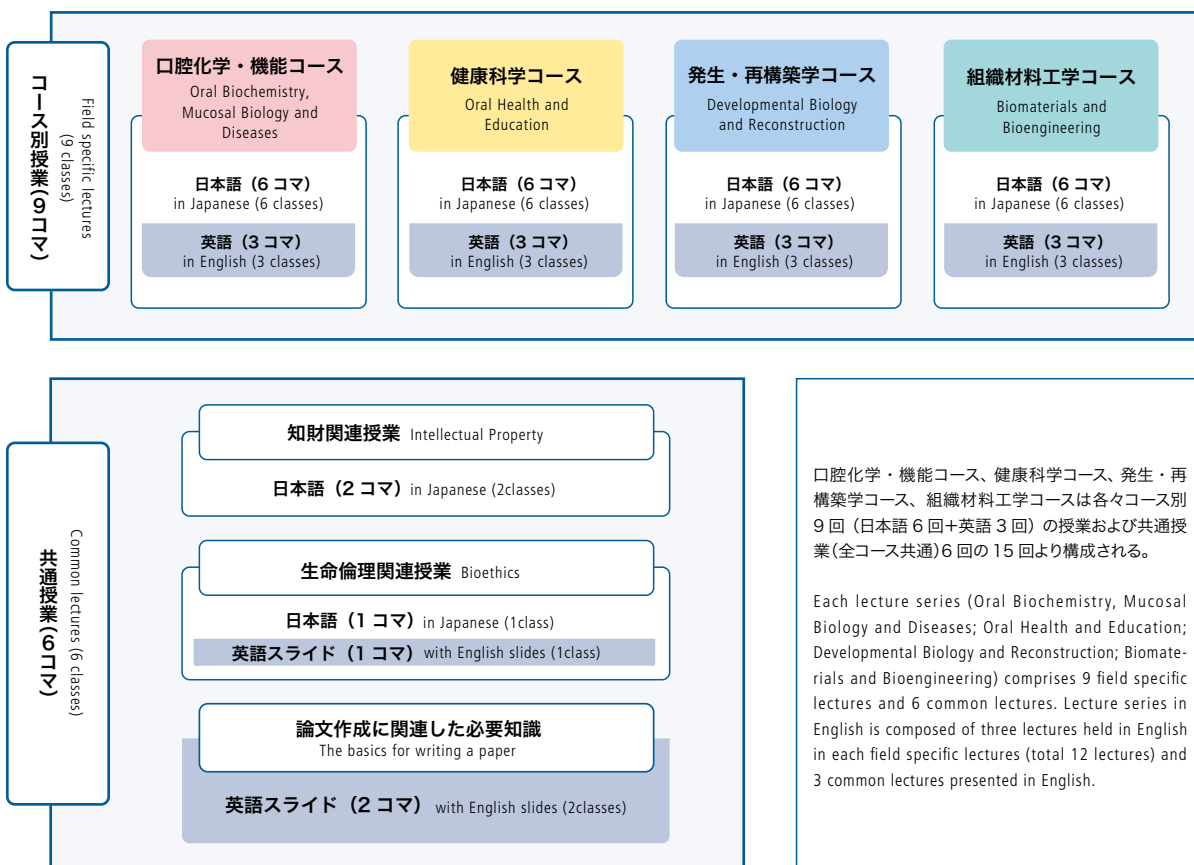 コース別授業(9コマ)
Field specific lectures
(9 classes)
口腔化学・機能コース
Oral Biochemistry,
Mucosal Biology and
Diseases
日本語（6 コマ）
in Japanese (6 classes)
英語（3 コマ）
in English (3 classes)
健康科学コース
Oral Health and
Education
日本語（6 コマ）
in Japanese (6 classes)
英語（3 コマ）
in English (3 classes)
発生・再構築学コース
Developmental Biology
and Reconstruction
日本語（6 コマ）
in Japanese (6 classes)
英語（3 コマ）
in English (3 classes)
組織材料工学コース
Biomaterials and
Bioengineering
日本語（6 コマ）
in Japanese (6 classes)
英語（3 コマ）
in English (3 classes)
共通授業(6コマ)
Common lectures (6 classes)
知財関連授業 Intellectual Property
日本語（2 コマ）in Japanese (2classes)
生命倫理関連授業 Bioethics
日本語（1 コマ）in Japanese (1class)
英語スライド（1 コマ）with English slides (1class)
論文作成に関連した必要知識
The basics for writing a paper
英語スライド（2 コマ）with English slides (2classes)
口腔化学・機能コース、健康科学コース、発生・再
構築学コース、組織材料工学コースは各々コース別
9 回（日本語 6 回+英語 3 回）の授業および共通授
業(全コース共通)6 回の 15 回より構成される。
Each lecture series (Oral Biochemistry, Mucosal
Biology and Diseases; Oral Health and Education;
Developmental Biology and Reconstruction; Biomate-
rials and Bioengineering) comprises 9 field specific
lectures and 6 common lectures. Lecture series in
English is composed of three lectures held in English
in each field specific lectures (total 12 lectures) and
3 common lectures presented in English.